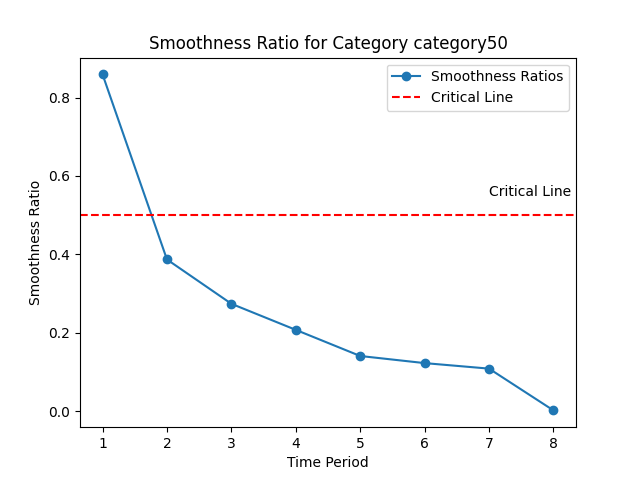 Smoothness Ratio for Category category50
Smoothness Ratios
Critical Line
Critical Line
Smoothness Ratio
0.8
0.6
0.4
0.2
0.0
1 2 3 4 5 6 7 8
Time Period